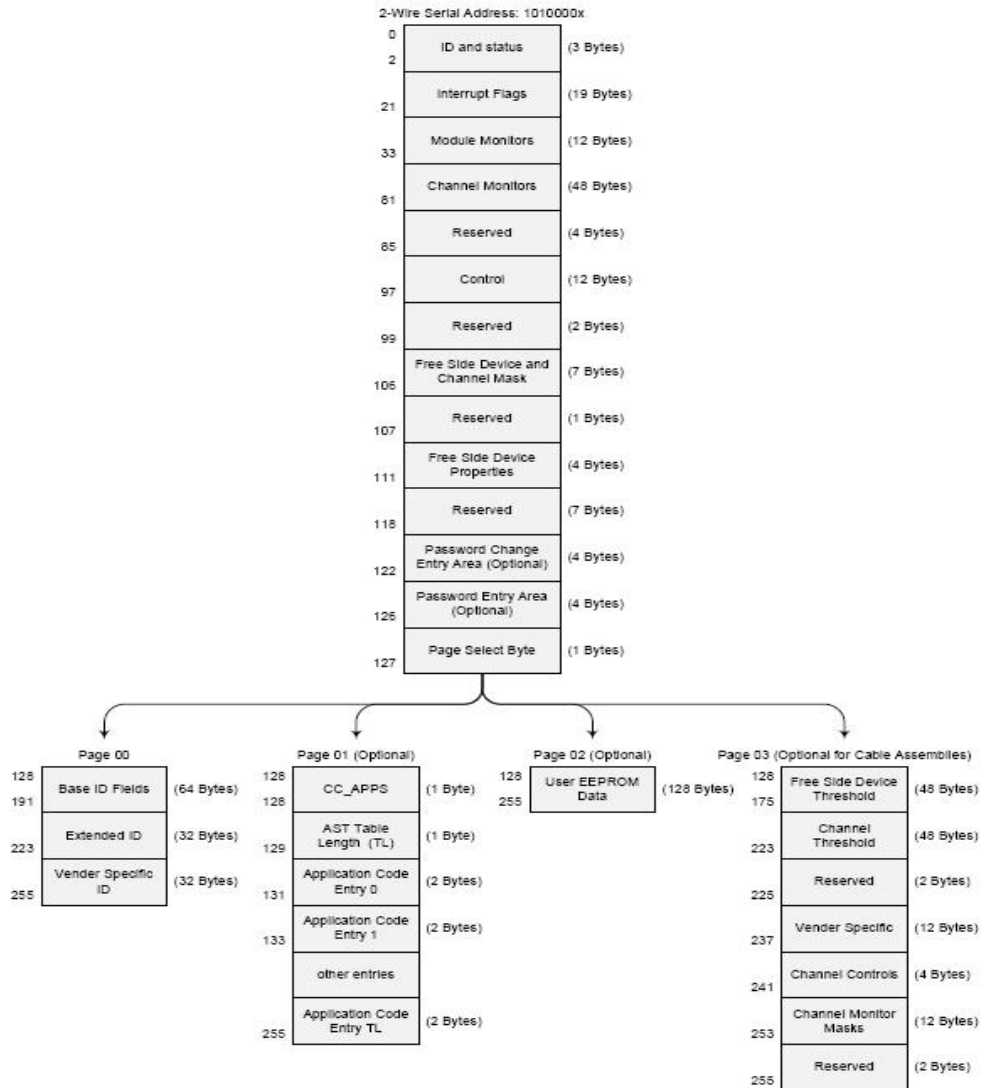 2-Wire Serial Address: 1010000x
0
ID and status (3 Bytes)
2
Interrupt Flags (19 Bytes)
21
Module Monitors (12 Bytes)
33
Channel Monitors (48 Bytes)
81
Reserved (4 Bytes)
85
Control (12 Bytes)
97
Reserved (2 Bytes)
99
Free Side Device and
Channel Mask (7 Bytes)
106
Reserved (1 Bytes)
107
Free Side Device
Properties (4 Bytes)
111
Reserved (7 Bytes)
118
Password Change
Entry Area (Optional) (4 Bytes)
122
Password Entry Area
(Optional) (4 Bytes)
126
Page Select Byte (1 Bytes)
127
Page 00
128
Base ID Fields (64 Bytes)
191
Extended ID (32 Bytes)
223
Vender Specific
ID (32 Bytes)
255
Page 01 (Optional)
128
CC_APPS (1 Byte)
128
AST Table
Length (TL) (1 Byte)
129
Application Code
Entry 0 (2 Bytes)
131
Application Code
Entry 1 (2 Bytes)
133
other entries
Application Code
Entry TL (2 Bytes)
255
Page 02 (Optional)
128
User EEPROM
Data (128 Bytes)
255
Page 03 (Optional for Cable Assemblies)
128
Free Side Device
Threshold (48 Bytes)
175
Channel
Threshold (48 Bytes)
223
Reserved (2 Bytes)
225
Vender Specific (12 Bytes)
237
Channel Controls (4 Bytes)
241
Channel Monitor
Masks (12 Bytes)
253
Reserved (2 Bytes)
255